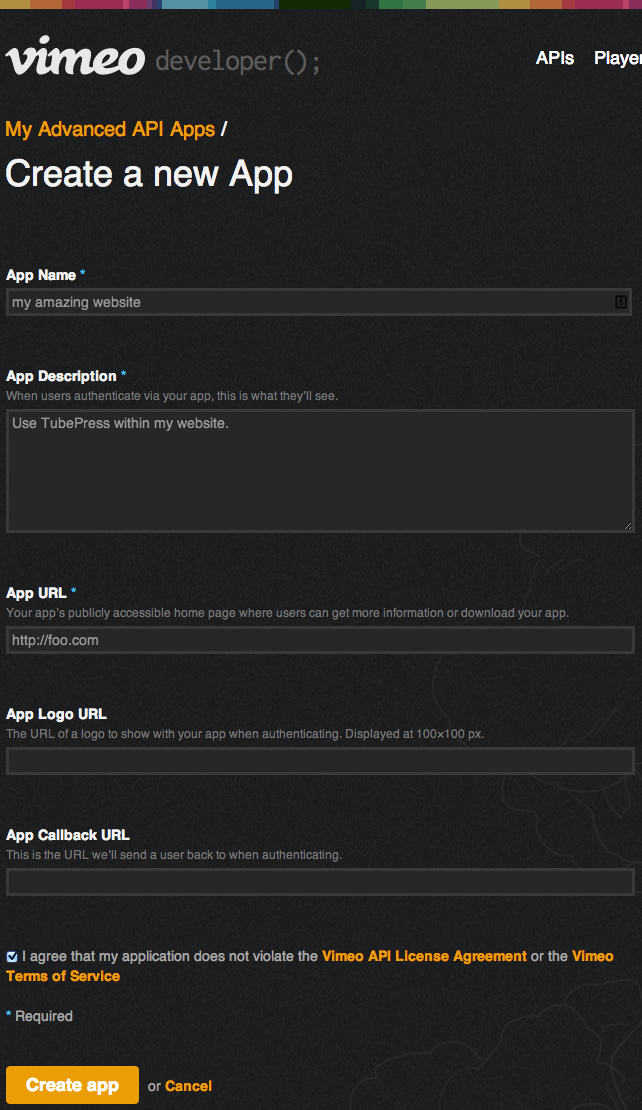 vimeo developer();
APIs
My Advanced API Apps /
Create a new App
App Name *
my amazing website
App Description *
When users authenticate via your app, this is what they'll see.
Use TubePress within my website.
App URL *
Your app's publicly accessible home page where users can get more information or download your app.
http://foo.com
App Logo URL
The URL of a logo to show with your app when authenticating. Displayed at 100×100 px.
App Callback URL
This is the URL we'll send a user back to when authenticating.
I agree that my application does not violate the Vimeo API License Agreement or the Vimeo
Terms of Service
* Required
Create app or Cancel